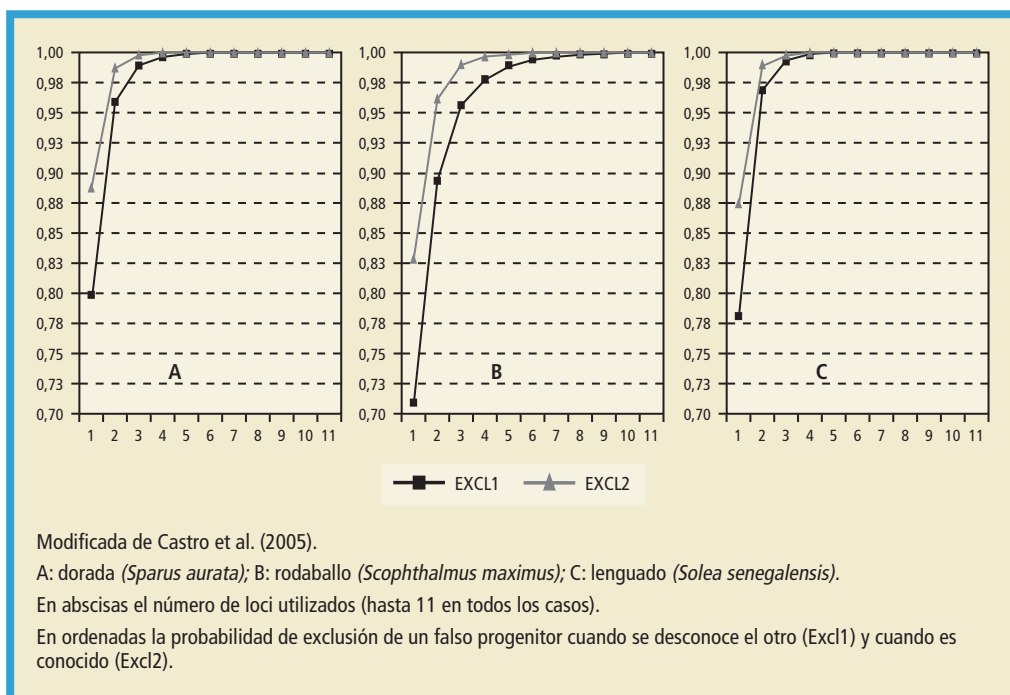 1,00 1,00 1,00
0,98 0,98 0,98
0,95 0,95 0,95
0,93 0,93 0,93
0,90 0,90 0,90
0,88 0,88 0,88
0,85 0,85 0,85
0,83 0,83 0,83
0,80 0,80 0,80
0,78 0,78 0,78
0,75 0,75 0,75
A B C
0,73 0,73 0,73
0,70 0,70 0,70
1 2 3 4 5 6 7 8 9 10 11 1 2 3 4 5 6 7 8 9 10 11 1 2 3 4 5 6 7 8 9 10 11
EXCL1 EXCL2
Modificada de Castro et al. (2005).
A: dorada (Sparus aurata); B: rodaballo (Scophthalmus maximus); C: lenguado (Solea senegalensis).
En abscisas el número de loci utilizados (hasta 11 en todos los casos).
En ordenadas la probabilidad de exclusión de un falso progenitor cuando se desconoce el otro (Excl1) y cuando es
conocido (Excl2).